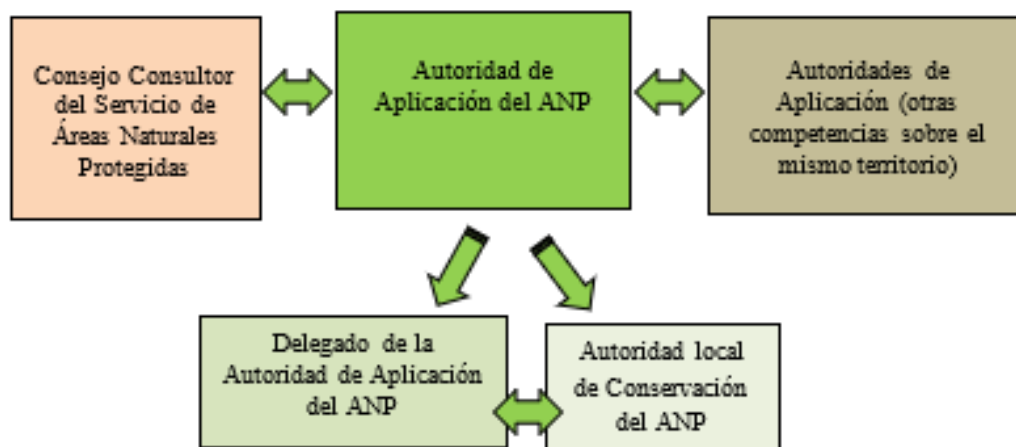 Consejo Consultor
del Servicio de
Áreas Naturales
Protegidas
Autoridad de
Aplicación del ANP
Autoridades de
Aplicación (otras
competencias sobre el
mismo territorio)
Delegado de la
Autoridad de Aplicación
del ANP
Autoridad local
de Conservación
del ANP